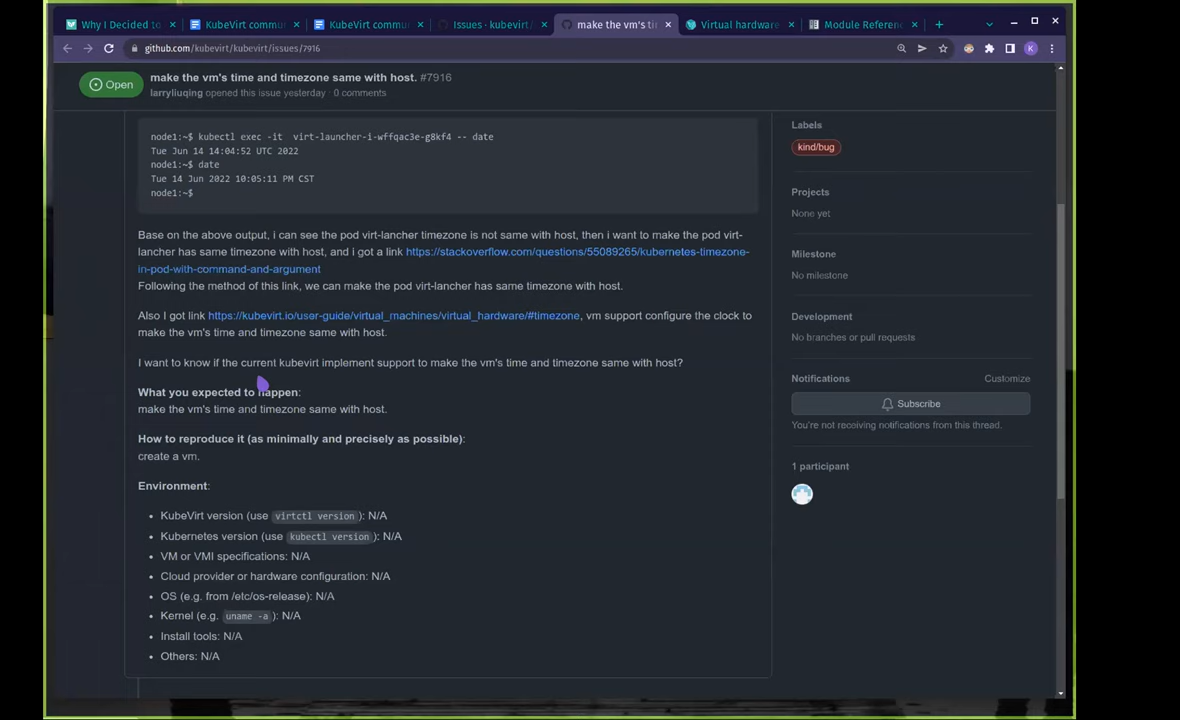 Why I Decided to
KubeVirt commu
KubeVirt commu
Issues · kubevirt/
make the vm's ti
Virtual hardware
Module Referenc
github.com/kubevirt/kubevirt/issues/7916
K
Open
make the vm's time and timezone same with host. #7916
larryliuqing opened this issue yesterday · 0 comments
node1:~$ kubectl exec -it  virt-launcher-i-wffqac3e-g8kf4 -- date
Tue Jun 14 14:04:52 UTC 2022
node1:~$ date
Tue 14 Jun 2022 10:05:11 PM CST
node1:~$
Base on the above output, i can see the pod virt-lancher timezone is not same with host, then i want to make the pod virt-
lancher has same timezone with host, and i got a link https://stackoverflow.com/questions/55089265/kubernetes-timezone-
in-pod-with-command-and-argument
Following the method of this link, we can make the pod virt-lancher has same timezone with host.
Also I got link https://kubevirt.io/user-guide/virtual_machines/virtual_hardware/#timezone, vm support configure the clock to
make the vm's time and timezone same with host.
I want to know if the current kubevirt implement support to make the vm's time and timezone same with host?
What you expected to happen:
make the vm's time and timezone same with host.
How to reproduce it (as minimally and precisely as possible):
create a vm.
Environment:
• KubeVirt version (use virtctl version): N/A
• Kubernetes version (use kubectl version): N/A
• VM or VMI specifications: N/A
• Cloud provider or hardware configuration: N/A
• OS (e.g. from /etc/os-release): N/A
• Kernel (e.g. uname -a): N/A
• Install tools: N/A
• Others: N/A
Labels
kind/bug
Projects
None yet
Milestone
No milestone
Development
No branches or pull requests
Notifications
Customize
Subscribe
You're not receiving notifications from this thread.
1 participant